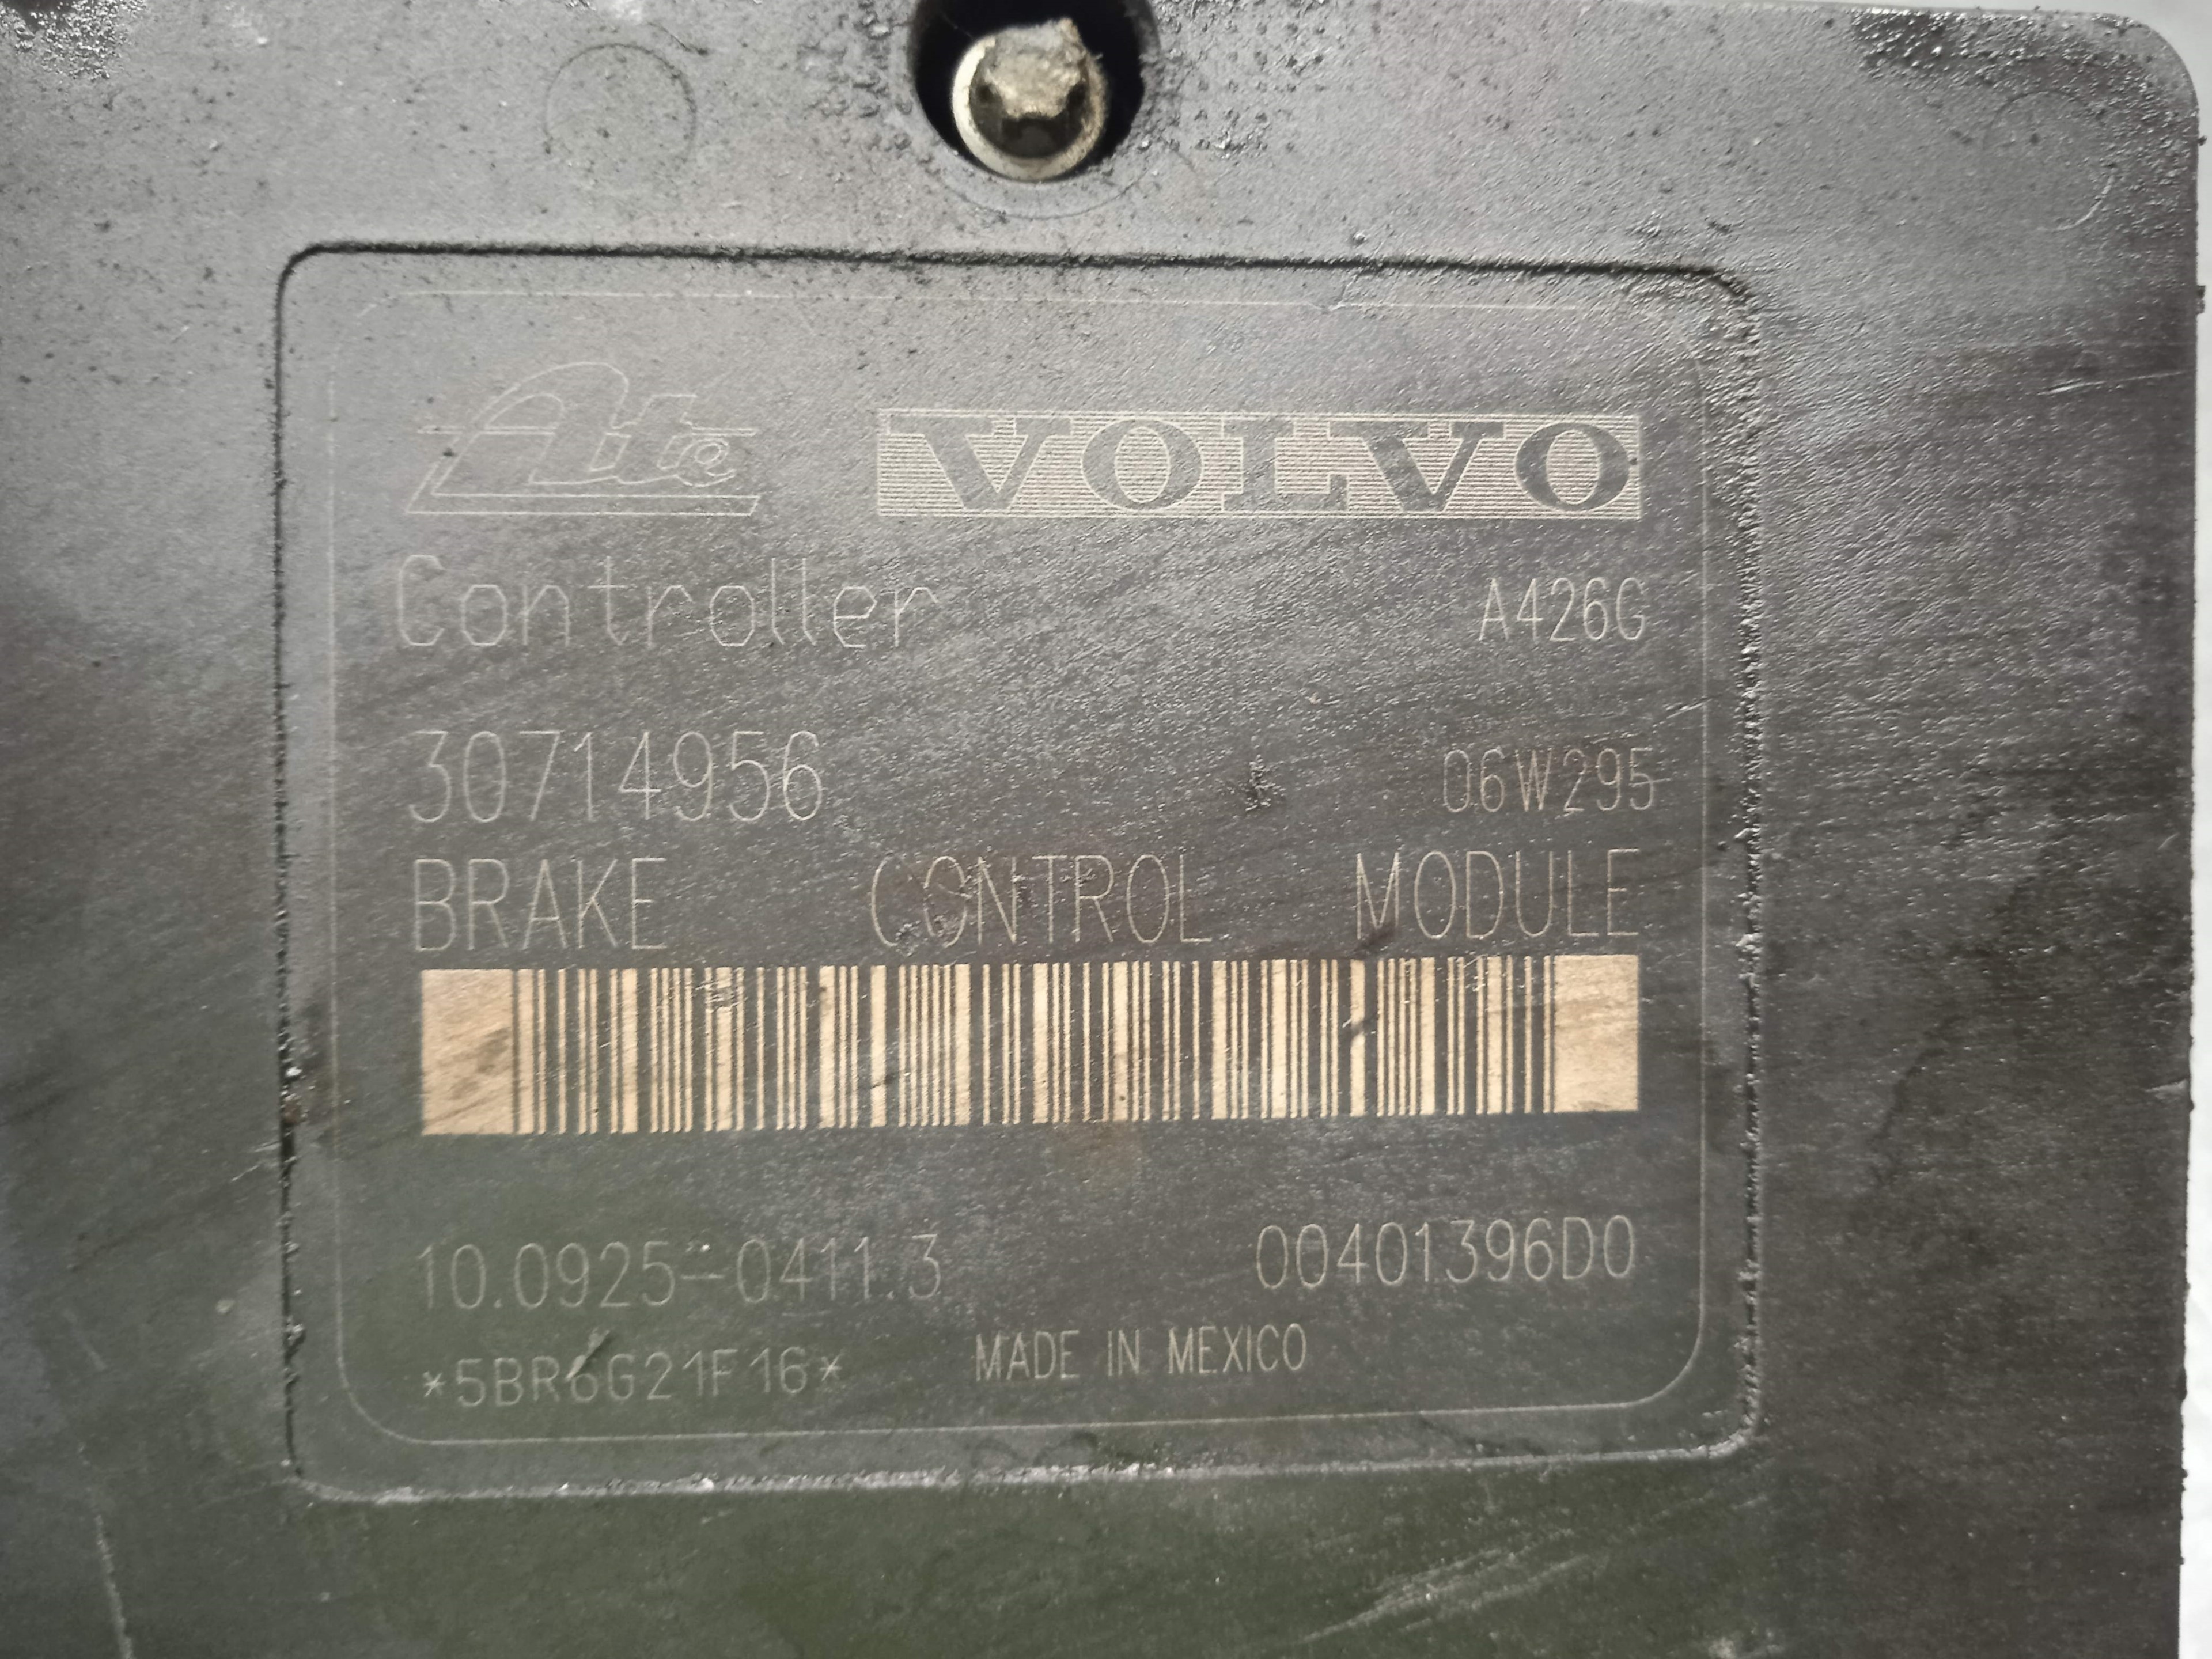 Ate VOLVO
Controller A426G
30714956 06W295
BRAKE CONTROL MODULE
10.0925-0411.3 00401396D0
*5BR6G21F16* MADE IN MEXICO